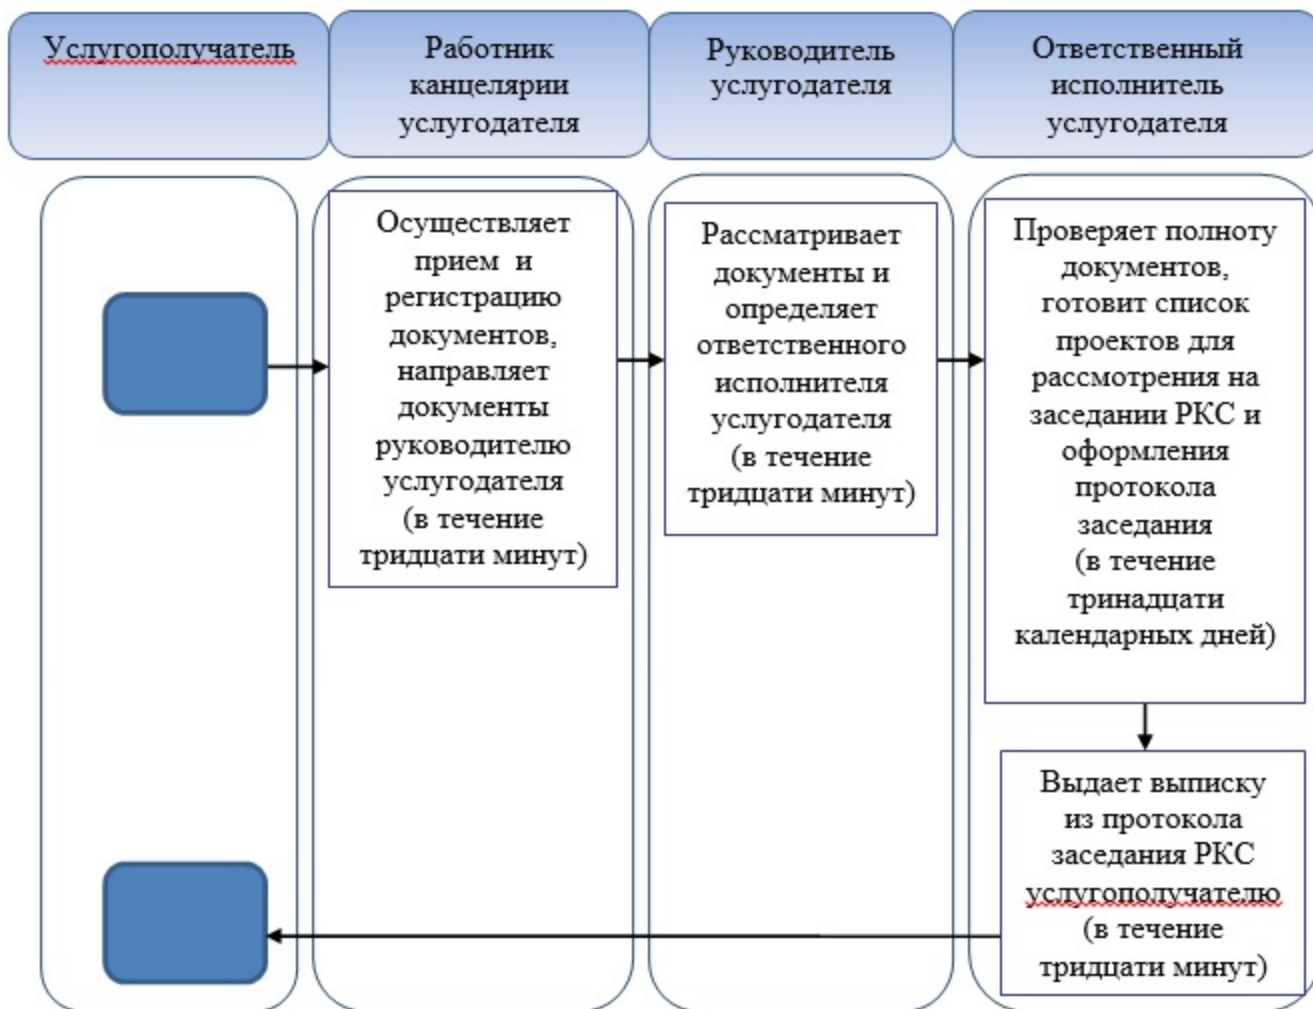 Услугополучатель
Работник
канцелярии
услугодателя
Руководитель
услугодателя
Ответственный
исполнитель
услугодателя
Осуществляет
прием и
регистрацию
документов,
направляет
документы
руководителю
услугодателя
(в течение
тридцати минут)
Рассматривает
документы и
определяет
ответственного
исполнителя
услугодателя
(в течение
тридцати минут)
Проверяет полноту
документов,
готовит список
проектов для
рассмотрения на
заседании РКС и
оформления
протокола
заседания
(в течение
тринадцати
календарных дней)
Выдает выписку
из протокола
заседания РКС
услугополучателю
(в течение
тридцати минут)